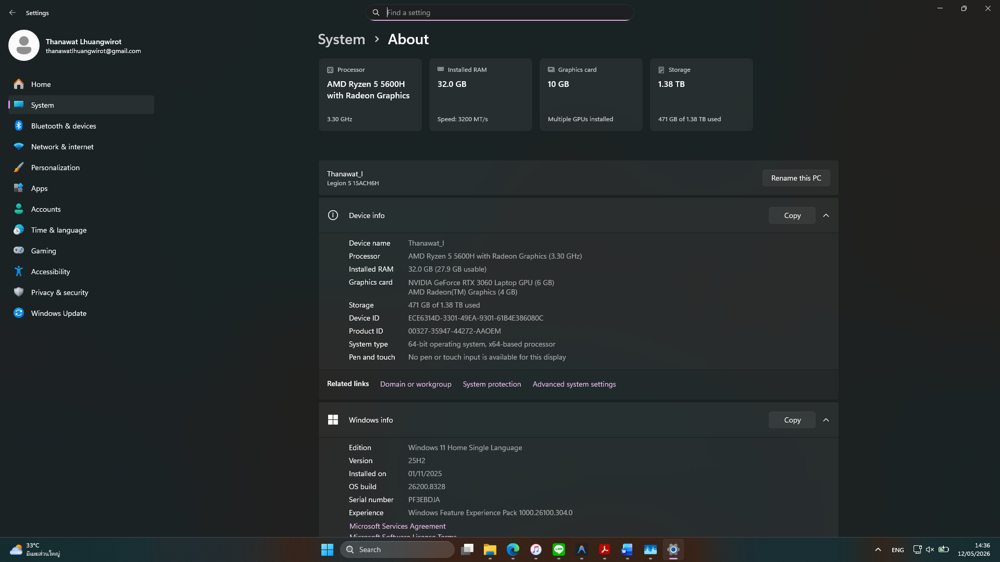 Settings
Find a setting
Thanawat Lhuangwirot
thanawatlhuangwirot@gmail.com
Home
System
Bluetooth & devices
Network & internet
Personalization
Apps
Accounts
Time & language
Gaming
Accessibility
Privacy & security
Windows Update
System > About
Processor
AMD Ryzen 5 5600H
with Radeon Graphics
3.30 GHz
Installed RAM
32.0 GB
Speed: 3200 MT/s
Graphics card
10 GB
Multiple GPUs installed
Storage
1.38 TB
471 GB of 1.38 TB used
Thanawat_l
Legion 5 15ACH6H
Rename this PC
Device info
Copy
Device name Thanawat_l
Processor AMD Ryzen 5 5600H with Radeon Graphics (3.30 GHz)
Installed RAM 32.0 GB (27.9 GB usable)
Graphics card NVIDIA GeForce RTX 3060 Laptop GPU (6 GB)
AMD Radeon(TM) Graphics (4 GB)
Storage 471 GB of 1.38 TB used
Device ID ECE6314D-3301-49EA-9301-61B4E386080C
Product ID 00327-35947-44272-AAOEM
System type 64-bit operating system, x64-based processor
Pen and touch No pen or touch input is available for this display
Related links Domain or workgroup System protection Advanced system settings
Windows info
Copy
Edition Windows 11 Home Single Language
Version 25H2
Installed on 01/11/2025
OS build 26200.8328
Serial number PF3EBDJA
Experience Windows Feature Experience Pack 1000.26100.304.0
Microsoft Services Agreement
Microsoft Software License Terms
33°C
มีเมฆส่วนใหญ่
Search
LINE
W
ENG
14:36
12/05/2026